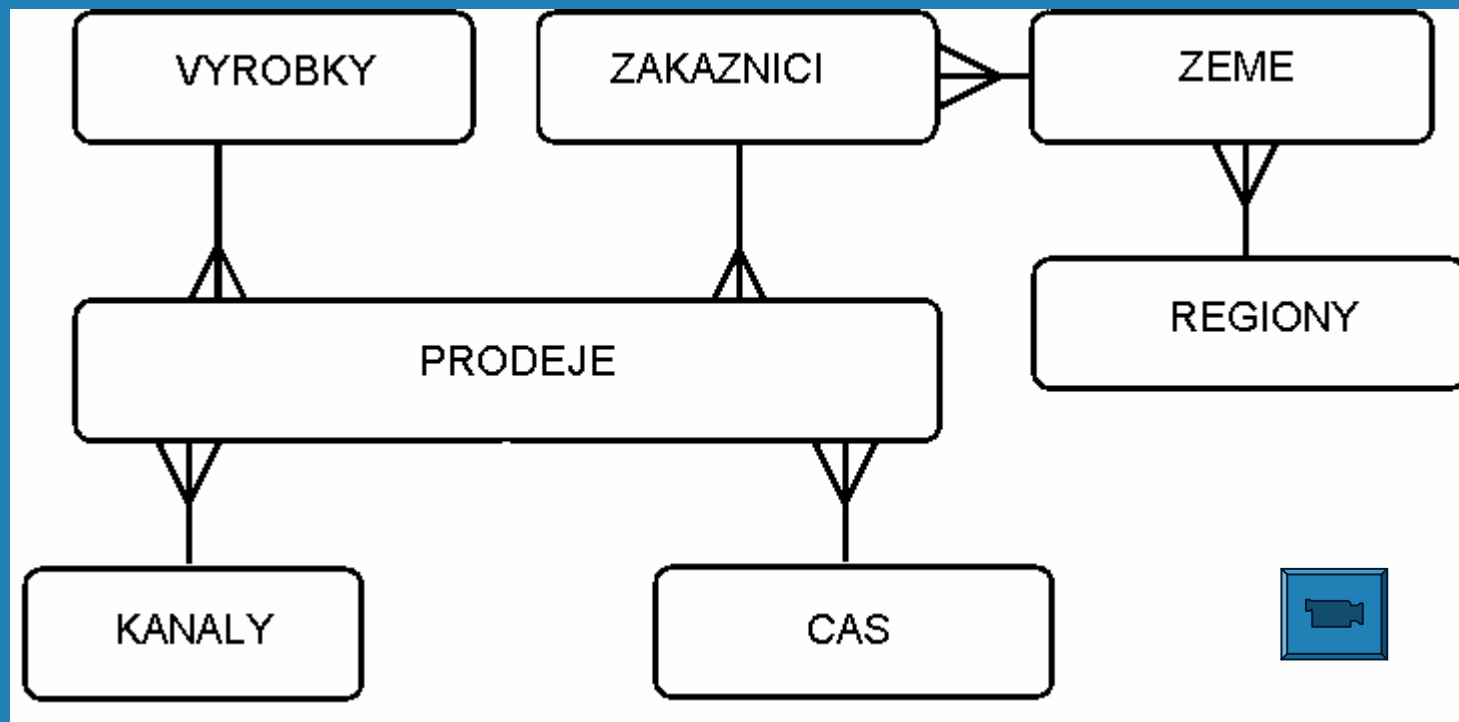 VYROBKY
ZAKAZNICI
ZEME
REGIONY
PRODEJE
KANALY
CAS